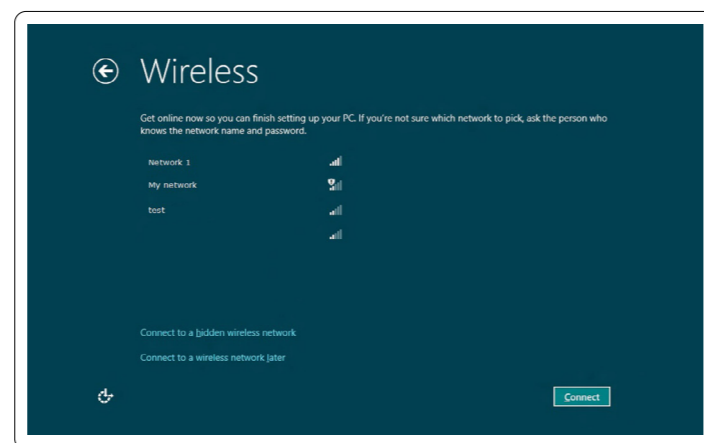 Wireless
Get online now so you can finish setting up your PC. If you're not sure which network to pick, ask the person who
knows the network name and password.
Network 1
My network
test
Connect to a hidden wireless network
Connect to a wireless network later
Connect